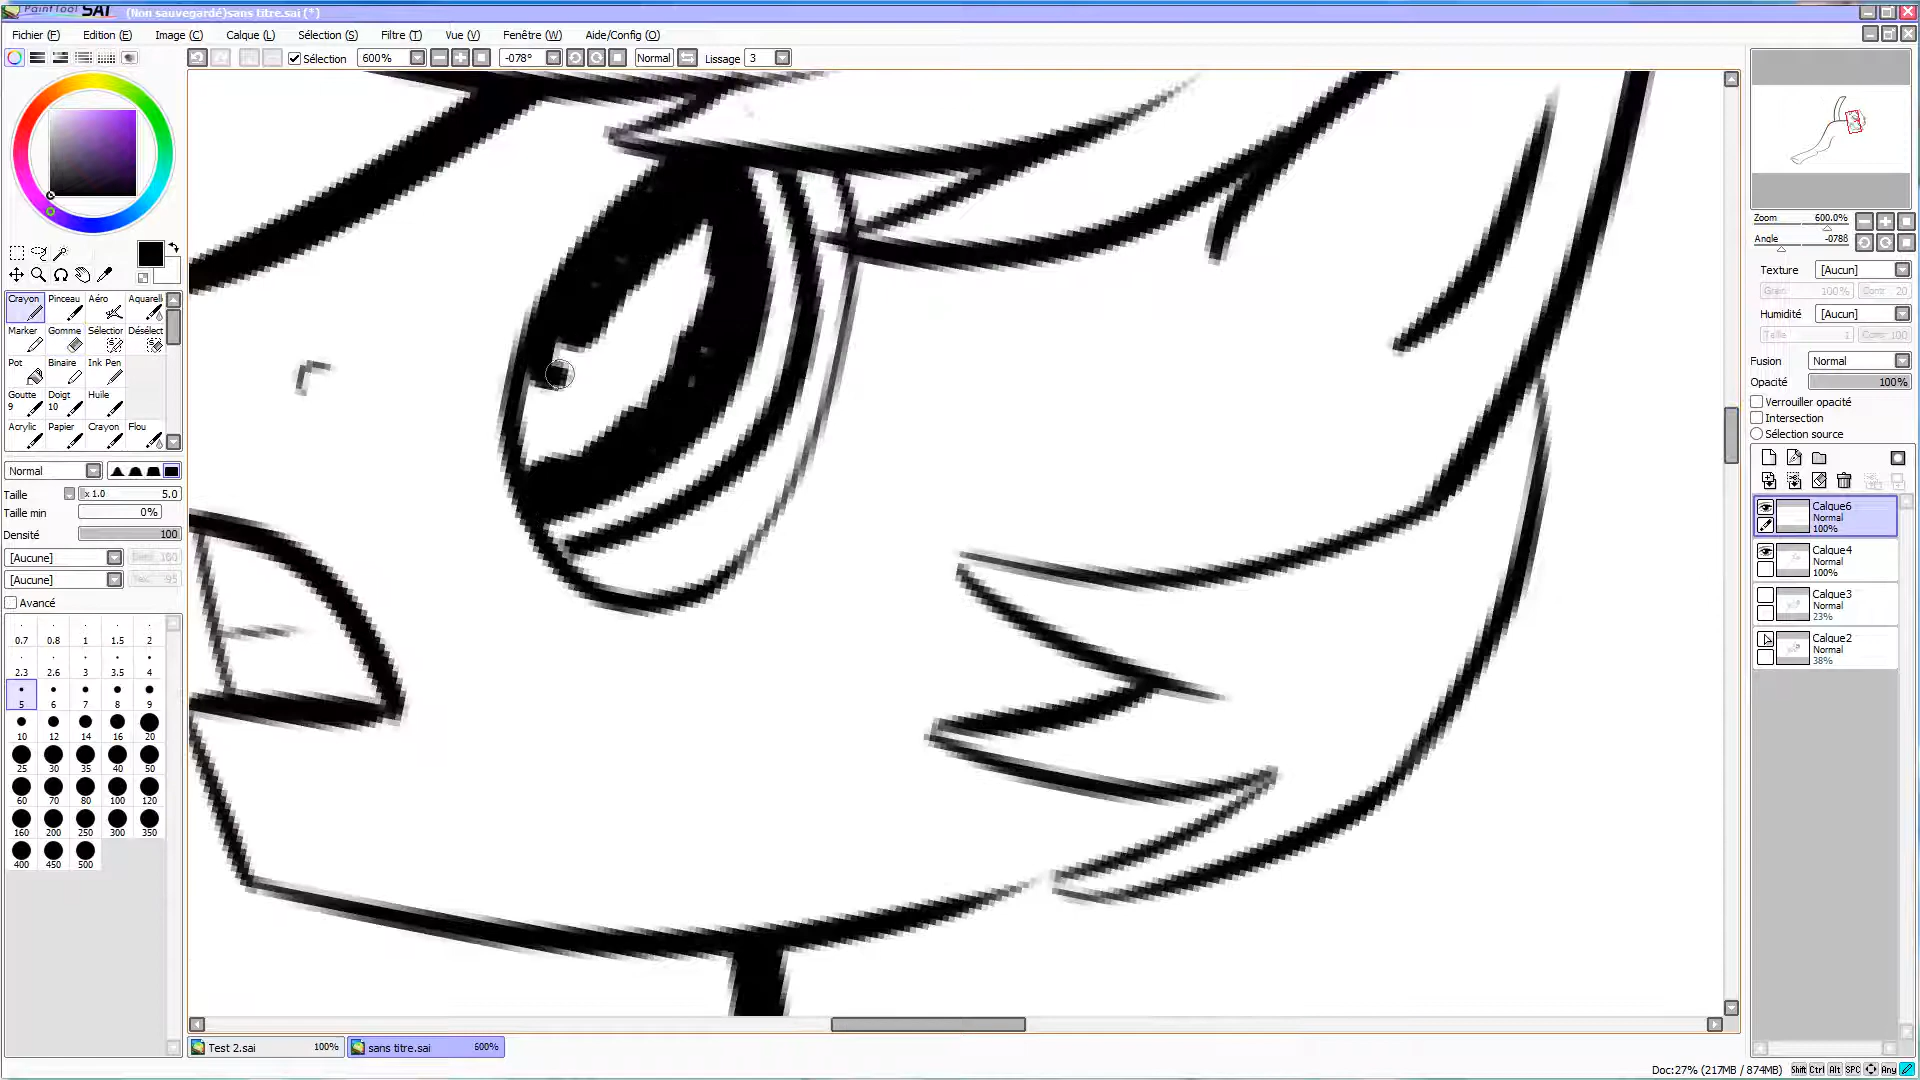 PaintTool SAI (Non sauvegardé)sans titre.sai (*)
Fichier (F) Edition (E) Image (C) Calque (L) Sélection (S) Filtre (T) Vue (V) Fenêtre (W) Aide/Config (O)
Sélection 600% -078° Normal Lissage 3
Zoom 600.0%
Angle
Texture [Aucun]
Grain 100% Contr 20
Humidité [Aucun]
Taille 1 100
Fusion Normal
Opacité 100%
Verrouiller opacité
Intersection
Sélection source
Calque6
Normal
100%
Calque4
Normal
100%
Calque3
Normal
23%
Calque2
Normal
38%
Crayon Pinceau Aéro Aquarell
Marker Gomme Sélection Désélect
Pot Binaire Ink Pen
Goutte Doigt Huile
9 10
Acrylic Papier Crayon Flou
Normal
Taille x 1.0 5.0
Taille min 0%
Densité 100
[Aucune] 100
[Aucune] 95
Avancé
0.7 0.8 1 1.5 2
2.3 2.6 3 3.5 4
5 6 7 8 9
10 12 14 16 20
25 30 35 40 50
60 70 80 100 120
160 200 250 300 350
400 450 500
Test 2.sai 100% sans titre.sai 600%
Doc:27% (217MB / 874MB) Shift Ctrl Alt SPC Any